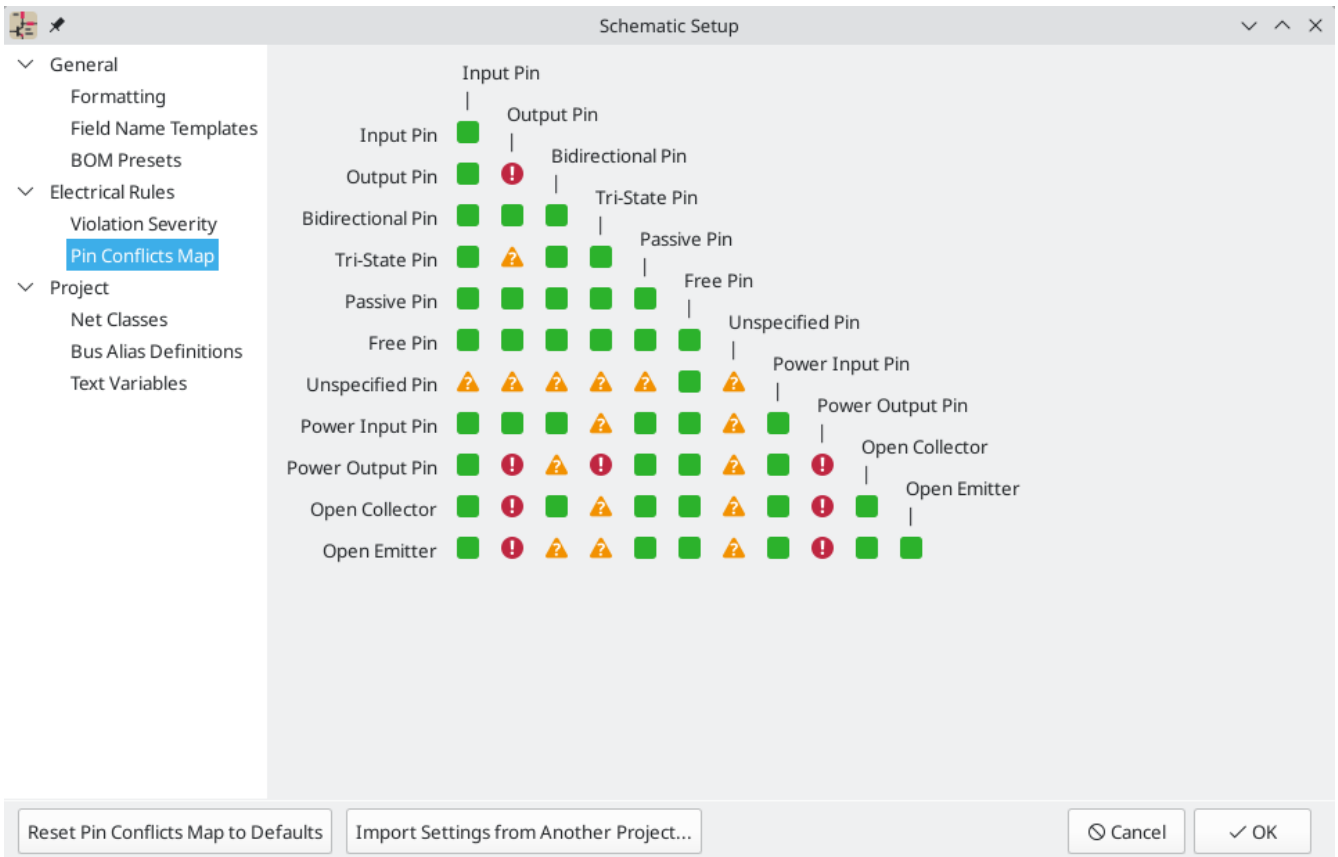 Schematic Setup
General
Formatting
Field Name Templates
BOM Presets
Electrical Rules
Violation Severity
Pin Conflicts Map
Project
Net Classes
Bus Alias Definitions
Text Variables
Input Pin
Output Pin
Bidirectional Pin
Tri-State Pin
Passive Pin
Free Pin
Unspecified Pin
Power Input Pin
Power Output Pin
Open Collector
Open Emitter
Input Pin
Output Pin
Bidirectional Pin
Tri-State Pin
Passive Pin
Free Pin
Unspecified Pin
Power Input Pin
Power Output Pin
Open Collector
Open Emitter
Reset Pin Conflicts Map to Defaults
Import Settings from Another Project...
Cancel
OK